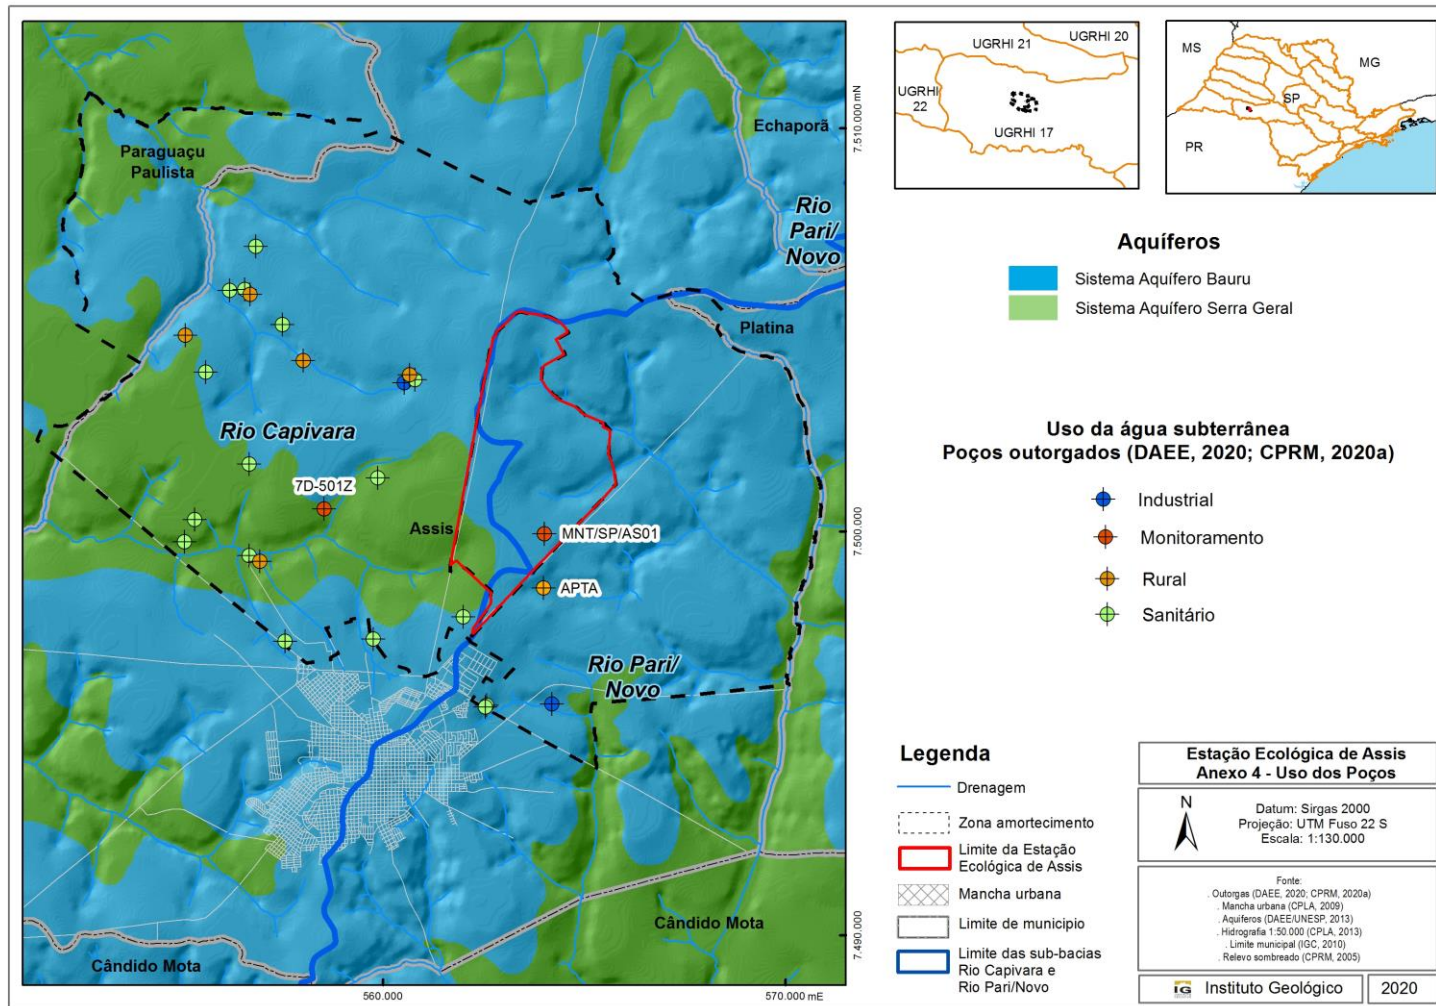 Echaporã
Paraguaçu
Paulista
Rio
Pari/
Novo
Platina
Rio Capivara
7D-501Z
Assis
MNT/SP/AS01
APTA
Rio Pari/
Novo
Cândido Mota
Cândido Mota
7.510.000 mN
7.500.000
7.490.000
560.000
570.000 mE
UGRHI 21
UGRHI 20
UGRHI
22
UGRHI 17
MS
MG
SP
PR
Aquíferos
Sistema Aquífero Bauru
Sistema Aquífero Serra Geral
Uso da água subterrânea
Poços outorgados (DAEE, 2020; CPRM, 2020a)
Industrial
Monitoramento
Rural
Sanitário
Legenda
Drenagem
Zona amortecimento
Limite da Estação
Ecológica de Assis
Mancha urbana
Limite de municipio
Limite das sub-bacias
Rio Capivara e
Rio Pari/Novo
Estação Ecológica de Assis
Anexo 4 - Uso dos Poços
N
Datum: Sirgas 2000
Projeção: UTM Fuso 22 S
Escala: 1:130.000
Fonte:
. Outorgas (DAEE, 2020; CPRM, 2020a)
. Mancha urbana (CPLA, 2009)
. Aquiferos (DAEE/UNESP, 2013)
. Hidrografia 1:50.000 (CPLA, 2013)
. Limite municipal (IGC, 2010)
. Relevo sombreado (CPRM, 2005)
IG Instituto Geológico
2020